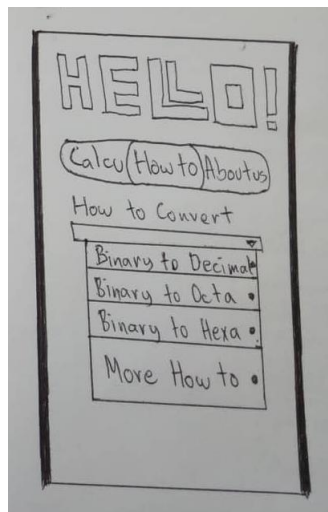 HELLO!
Calcu How to About us
How to Convert
Binary to Decimal
Binary to Octa
Binary to Hexa
More How to